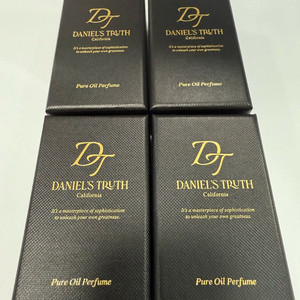 DT
DANIEL'S TRUTH
California
It's a masterpiece of sophistication
to unleash your own greatness.
Pure Oil Perfume
DT
DANIEL'S TRUTH
California
It's a masterpiece of sophistication
to unleash your own greatness.
Pure Oil Perfume
DT
DANIEL'S TRUTH
California
It's a masterpiece of sophistication
to unleash your own greatness.
Pure Oil Perfume
DT
DANIEL'S TRUTH
California
It's a masterpiece of sophistication
to unleash your own greatness.
Pure Oil Perfume